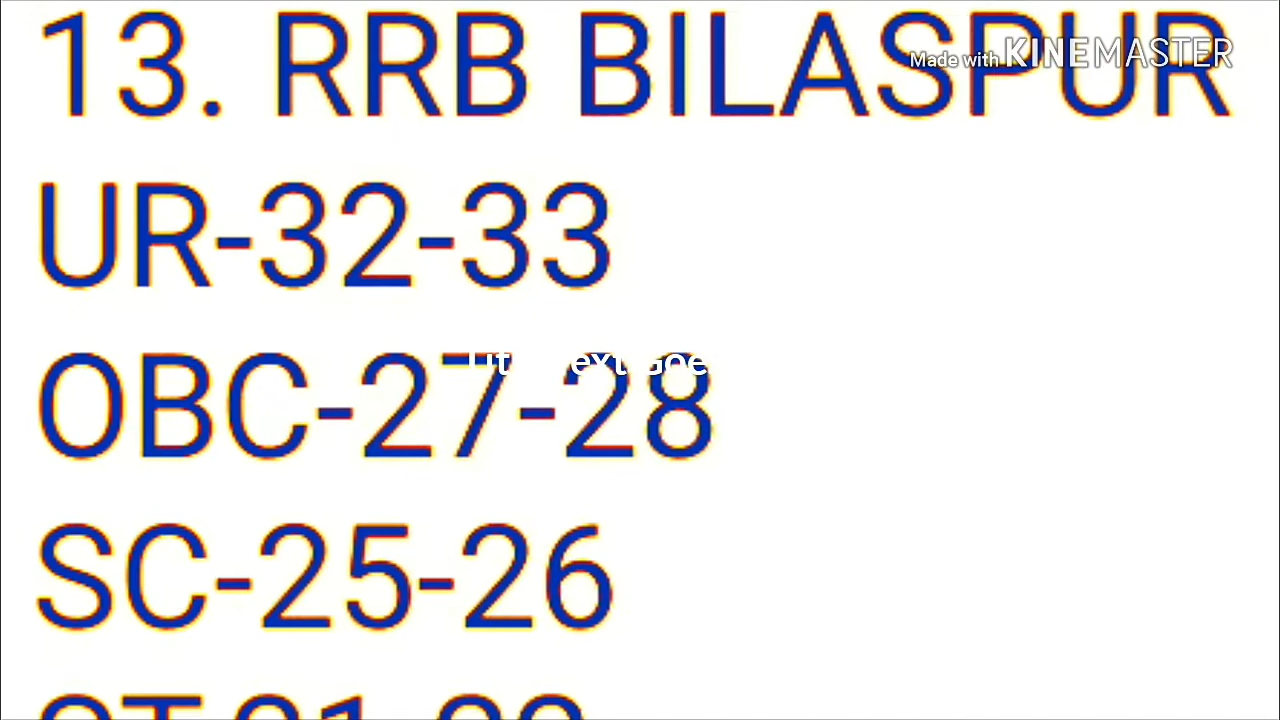 13. RRB BILASPUR
Made with KINEMASTER
UR-32-33
OBC-27-28
SC-25-26